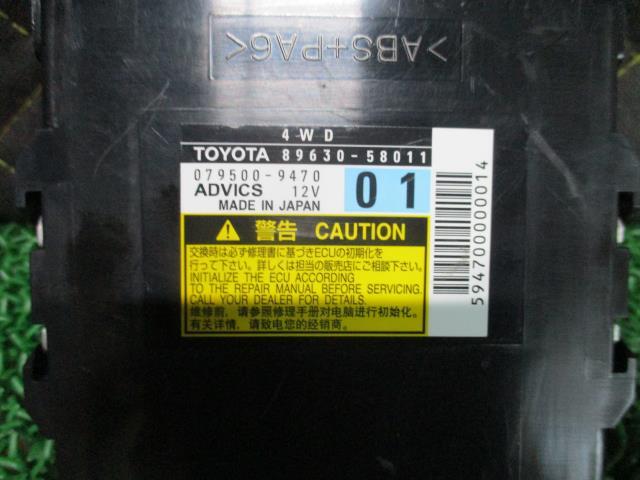 >ABS+PA6<
4WD
TOYOTA 89630-58011
079500-9470
ADVICS 12V
MADE IN JAPAN
01
警告 CAUTION
交換時は必ず修理書に基づきECUの初期化を
行って下さい。詳しくは担当の販売店にご相談下さい。
INITIALIZE THE ECU ACCORDING
TO THE REPAIR MANUAL BEFORE SERVICING.
CALL YOUR DEALER FOR DETAILS.
维修前，请参照修理手册对电脑进行初始化。
有关详情，请致电您的经销商。
5947000000014